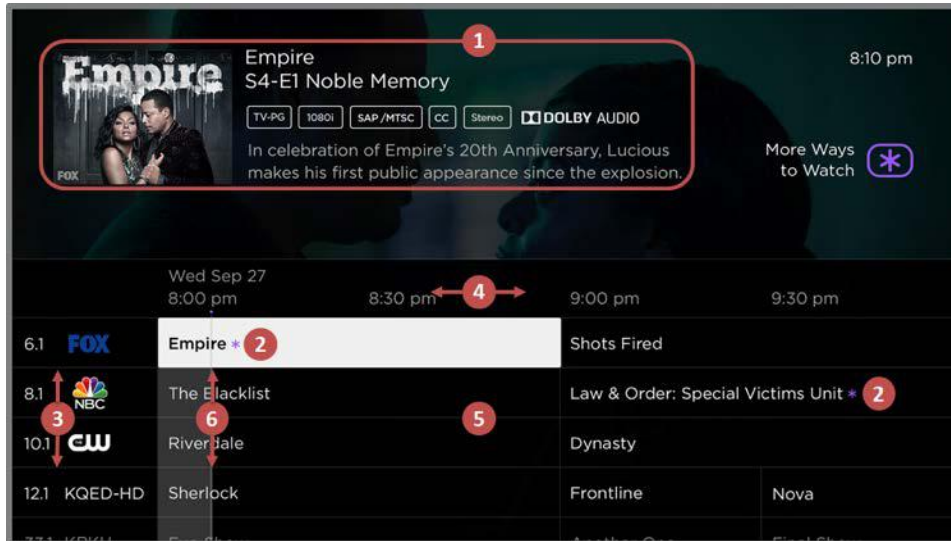 1
Empire
Empire
S4-E1 Noble Memory
8:10 pm
TV-PG 1080i SAP/MTSC CC Stereo DOLBY AUDIO
In celebration of Empire's 20th Anniversary, Lucious
makes his first public appearance since the explosion.
FOX
More Ways
to Watch *
Wed Sep 27
8:00 pm 8:30 pm 4 9:00 pm 9:30 pm
6.1 FOX Empire * 2 Shots Fired
8.1 NBC The Blacklist Law & Order: Special Victims Unit * 2
3 6 5
10.1 CW Riverdale Dynasty
12.1 KQED-HD Sherlock Frontline Nova